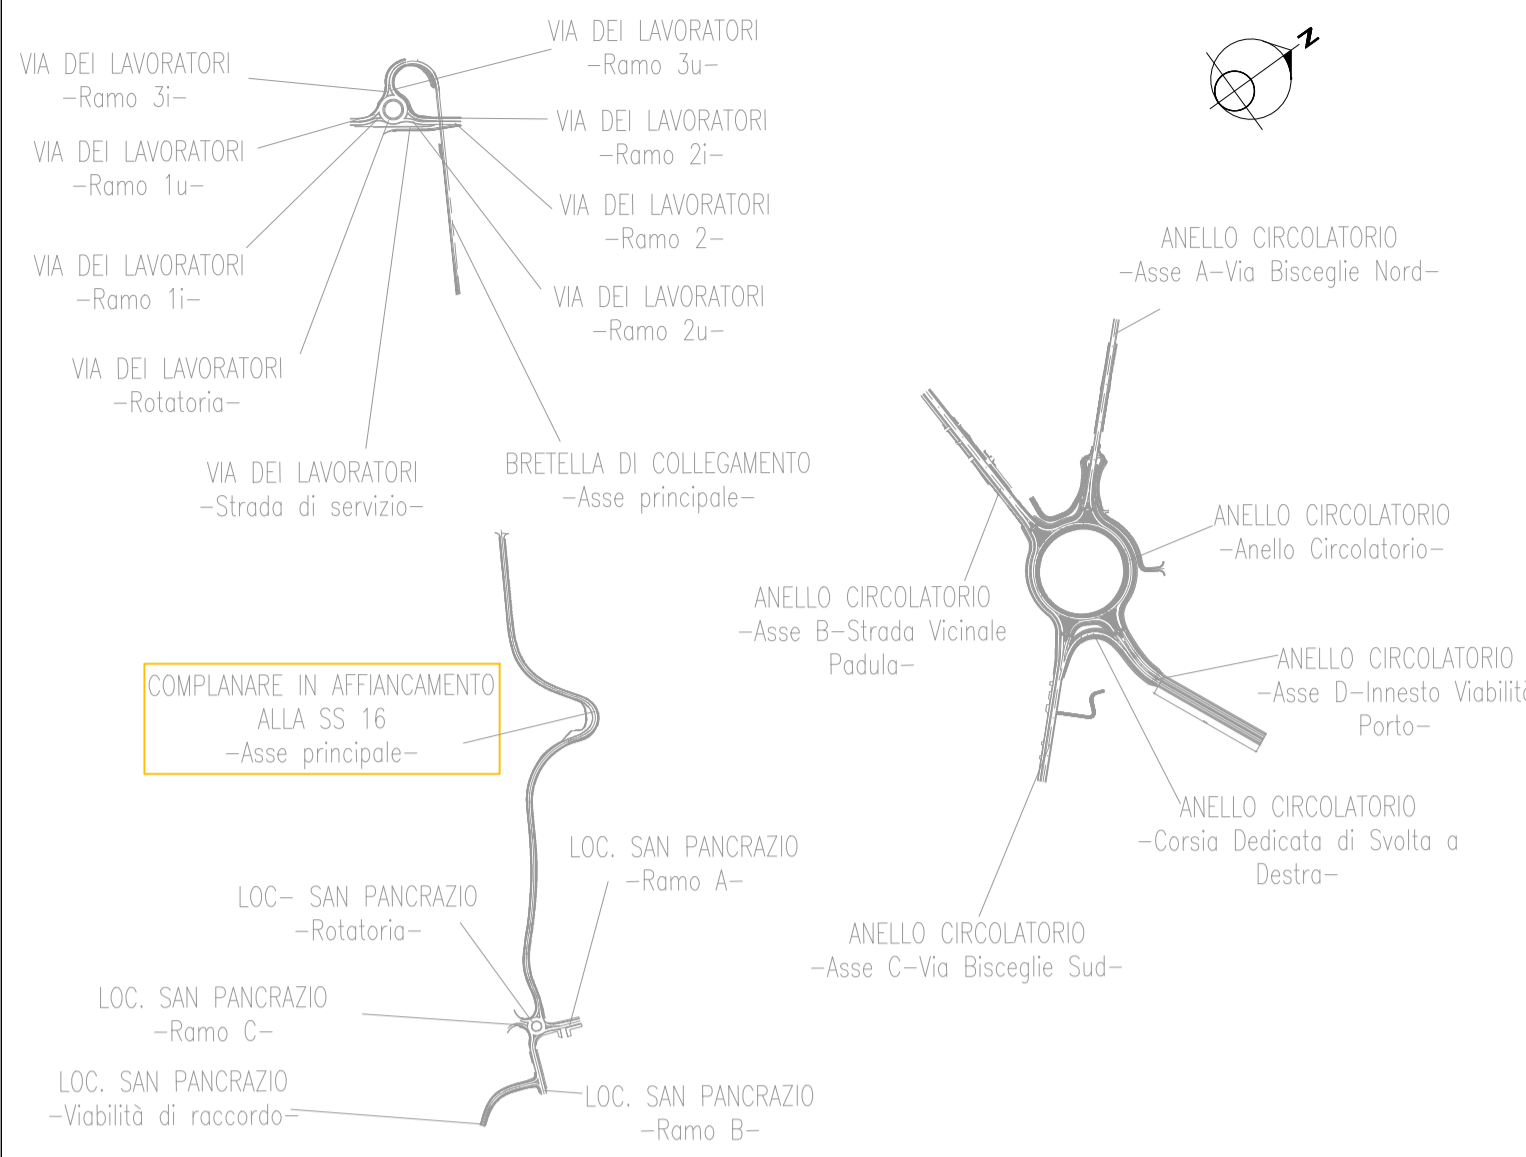 VIA DEI LAVORATORI
-Ramo 3u-
VIA DEI LAVORATORI
-Ramo 3i-
N
VIA DEI LAVORATORI
-Ramo 2i-
VIA DEI LAVORATORI
-Ramo 1u-
VIA DEI LAVORATORI
-Ramo 2-
VIA DEI LAVORATORI
-Ramo 1i-
VIA DEI LAVORATORI
-Ramo 2u-
VIA DEI LAVORATORI
-Rotatoria-
VIA DEI LAVORATORI
-Strada di servizio-
BRETELLA DI COLLEGAMENTO
-Asse principale-
ANELLO CIRCOLATORIO
-Asse A-Via Bisceglie Nord-
ANELLO CIRCOLATORIO
-Anello Circolatorio-
ANELLO CIRCOLATORIO
-Asse B-Strada Vicinale
Padula-
ANELLO CIRCOLATORIO
-Asse D-Innesto Viabilità
Porto-
COMPLANARE IN AFFIANCAMENTO
ALLA SS 16
-Asse principale-
ANELLO CIRCOLATORIO
-Corsia Dedicata di Svolta a
Destra-
LOC. SAN PANCRAZIO
-Ramo A-
LOC- SAN PANCRAZIO
-Rotatoria-
ANELLO CIRCOLATORIO
-Asse C-Via Bisceglie Sud-
LOC. SAN PANCRAZIO
-Ramo C-
LOC. SAN PANCRAZIO
-Viabilità di raccordo-
LOC. SAN PANCRAZIO
-Ramo B-